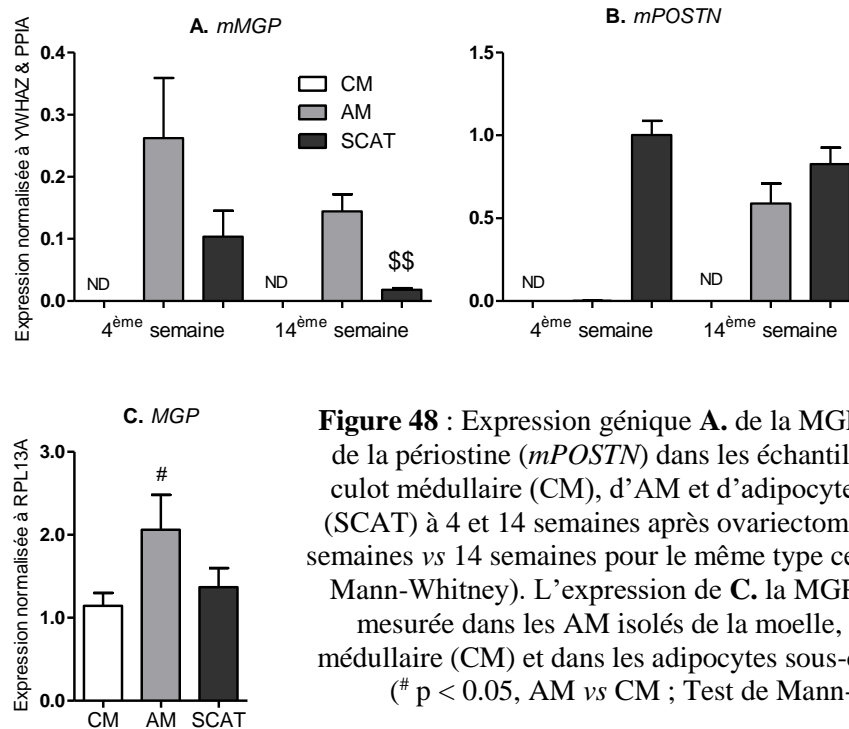 A. mMGP
Expression normalisée à YWHAZ & PPIA
0.4
0.3
0.2
0.1
0.0
CM
AM
SCAT
ND
ND
$$
4ème semaine
14ème semaine
B. mPOSTN
1.5
1.0
0.5
0.0
ND
ND
4ème semaine
14ème semaine
C. MGP
Expression normalisée à RPL13A
3.0
2.0
1.0
0.0
#
CM AM SCAT
Figure 48 : Expression génique A. de la MGP
de la périostine (mPOSTN) dans les échantil
culot médullaire (CM), d'AM et d'adipocyte
(SCAT) à 4 et 14 semaines après ovariectom
semaines vs 14 semaines pour le même type ce
Mann-Whitney). L'expression de C. la MGP
mesurée dans les AM isolés de la moelle,
médullaire (CM) et dans les adipocytes sous-c
(# p < 0.05, AM vs CM ; Test de Mann-